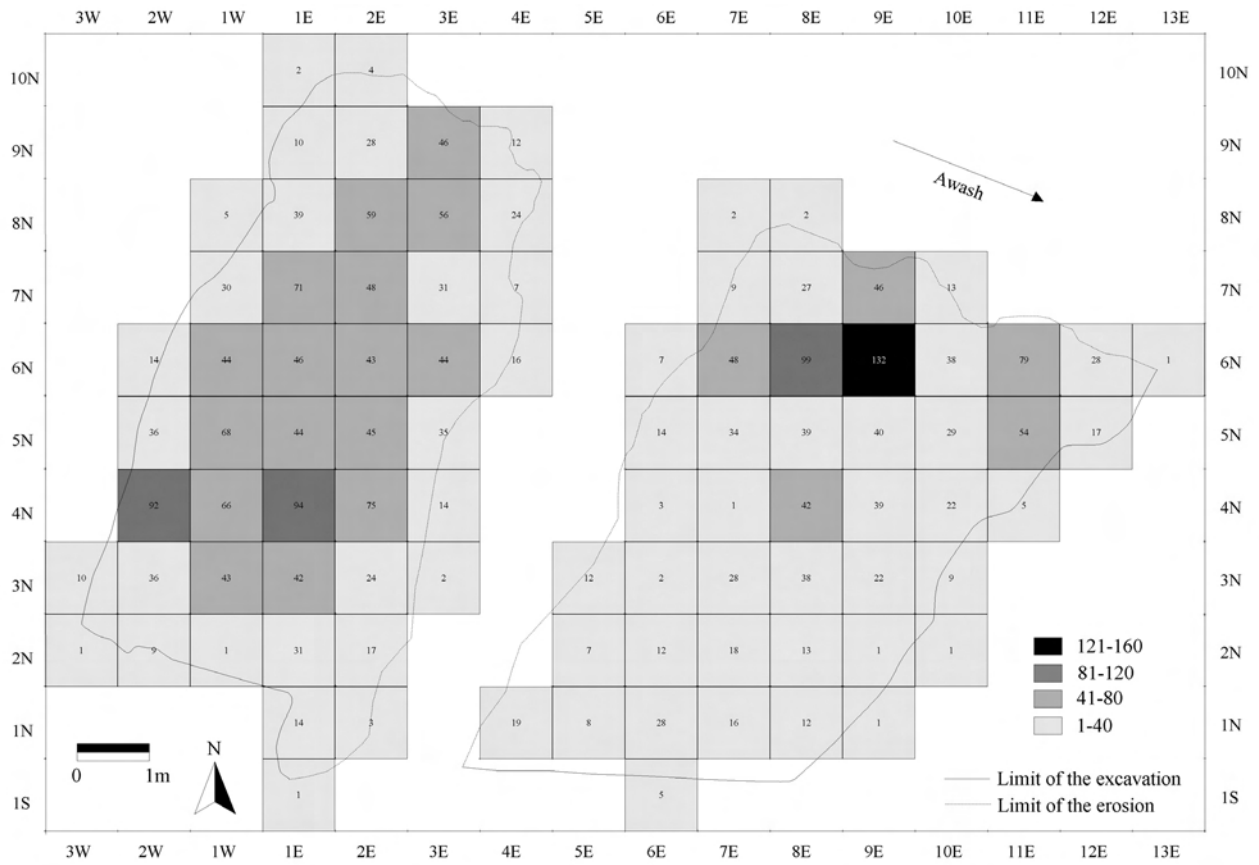 3W 2W 1W 1E 2E 3E 4E 5E 6E 7E 8E 9E 10E 11E 12E 13E
10N 2 4 10N
9N 10 28 46 12 9N
Awash
8N 5 39 59 56 24 2 2 8N
7N 30 71 48 31 7 9 27 46 13 7N
6N 14 44 46 43 44 16 7 48 99 132 38 79 28 1 6N
5N 36 68 44 45 35 14 34 39 40 29 54 17 5N
4N 92 66 94 75 14 3 1 42 39 22 5 4N
3N 10 36 43 42 24 2 12 2 28 38 22 9 3N
2N 1 9 1 31 17 7 12 18 13 1 1 2N
121-160
81-120
41-80
1-40
1N 14 3 19 8 28 16 12 1 1N
N
0 1m
Limit of the excavation
Limit of the erosion
1S 1 5 1S
3W 2W 1W 1E 2E 3E 4E 5E 6E 7E 8E 9E 10E 11E 12E 13E